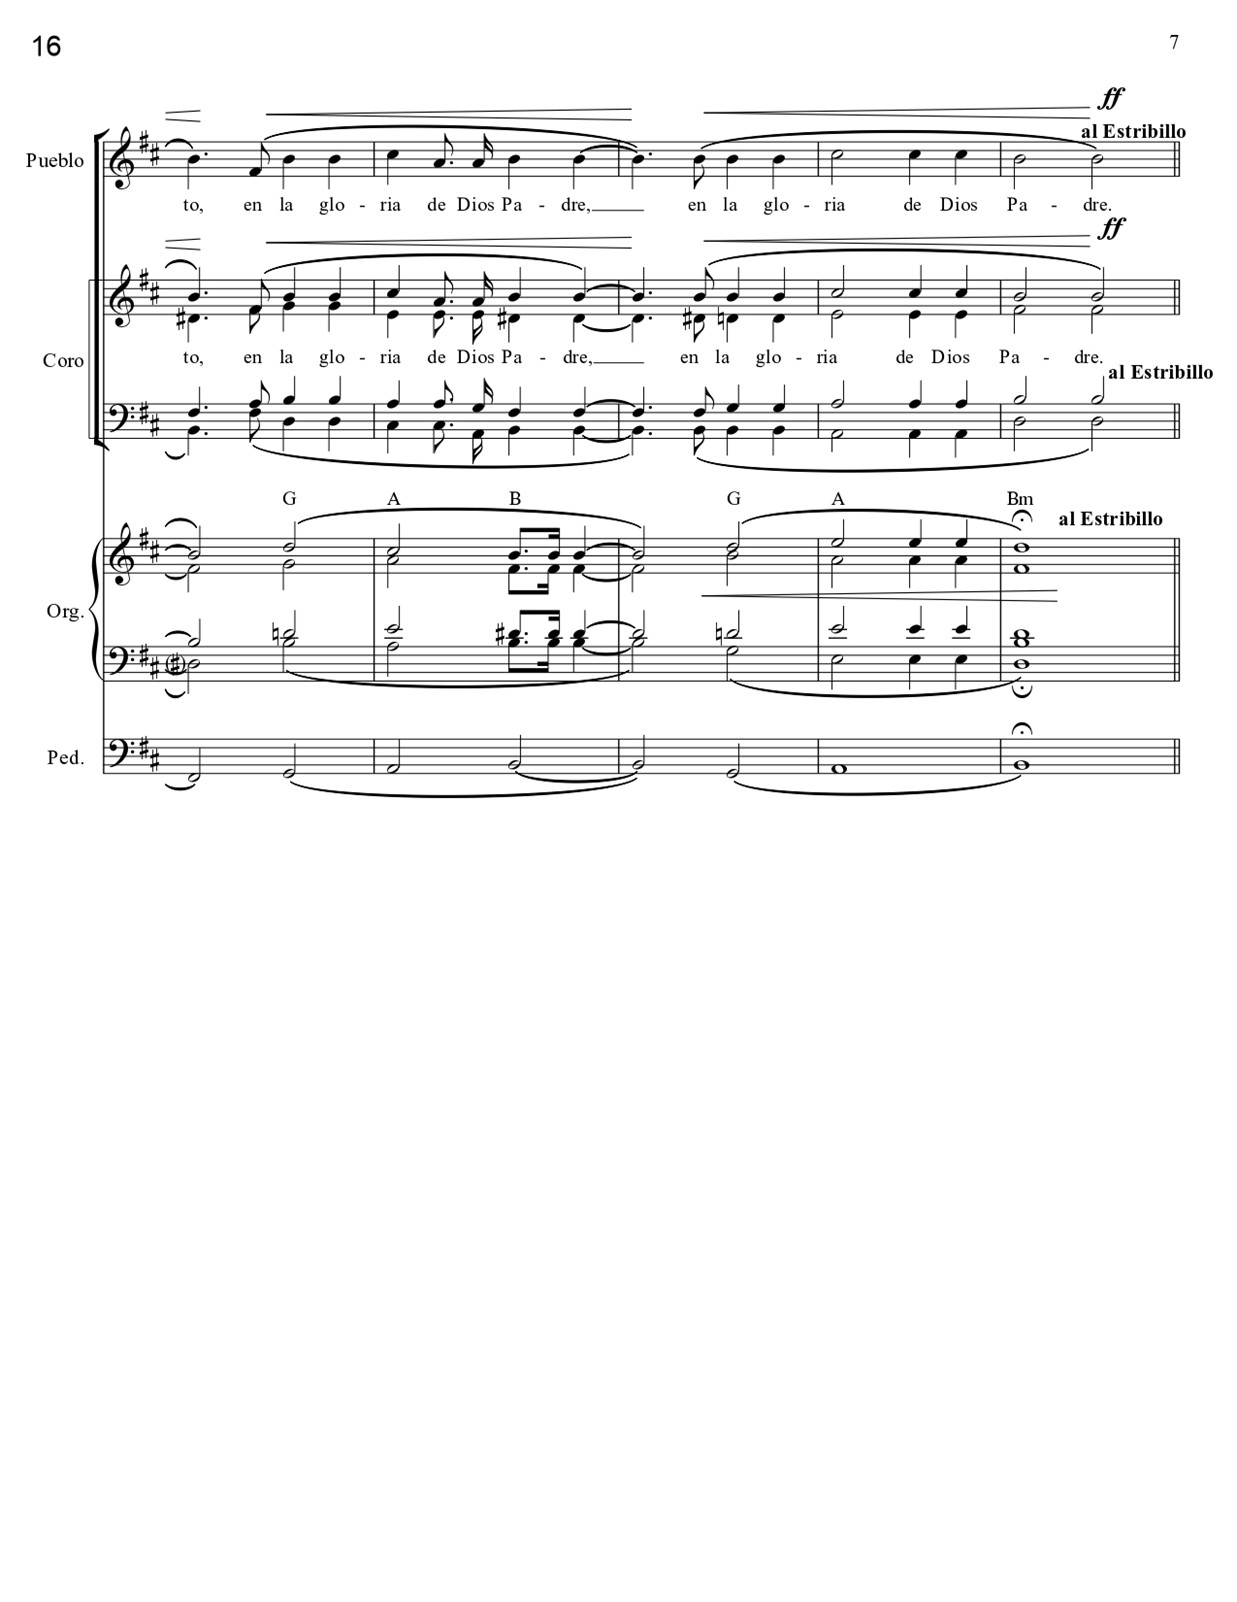 16
7
ff
al Estribillo
Pueblo
to, en la glo - ria de Dios Pa - dre, en la glo - ria de Dios Pa - dre.
ff
to, en la glo - ria de Dios Pa - dre, en la glo - ria de Dios Pa - dre.
Coro
al Estribillo
G A B G A Bm
al Estribillo
Org.
Ped.